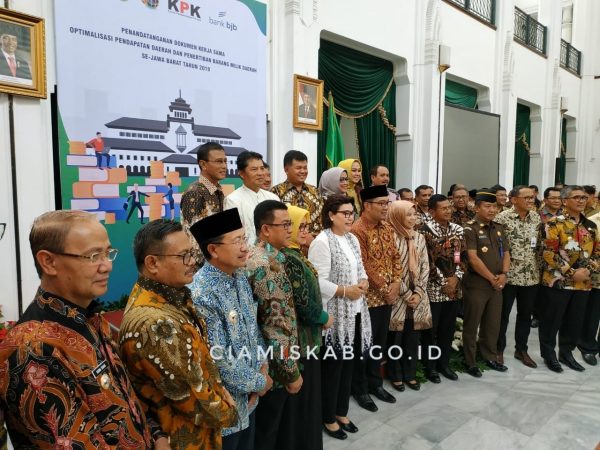 KPK
bank bjb
PENANDATANGANAN DOKUMEN KERJA SAMA
OPTIMALISASI PENDAPATAN DAERAH DAN PENERTIBAN BARANG MILIK DAERAH
SE-JAWA BARAT TAHUN 2019
CIAMISKAB.GO.ID